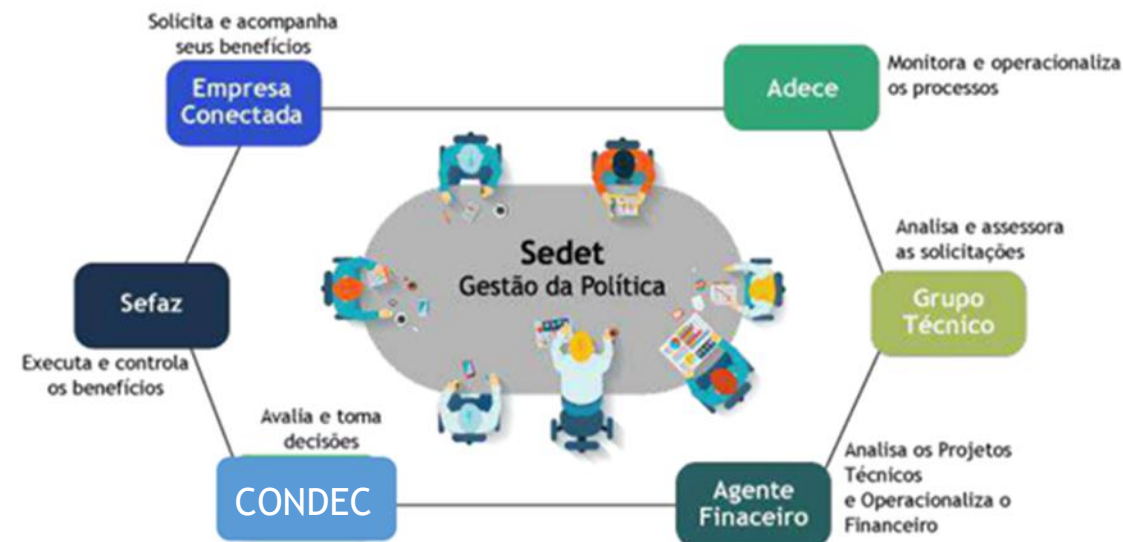 Solicita e acompanha
seus benefícios
Empresa
Conectada
Adece
Monitora e operacionaliza
os processos
Sedet
Gestão da Política
Analisa e assessora
as solicitações
Grupo
Técnico
Sefaz
Executa e controla
os benefícios
Avalia e toma
decisões
CONDEC
Agente
Finaceiro
Analisa os Projetos
Técnicos
e Operacionaliza o
Financeiro